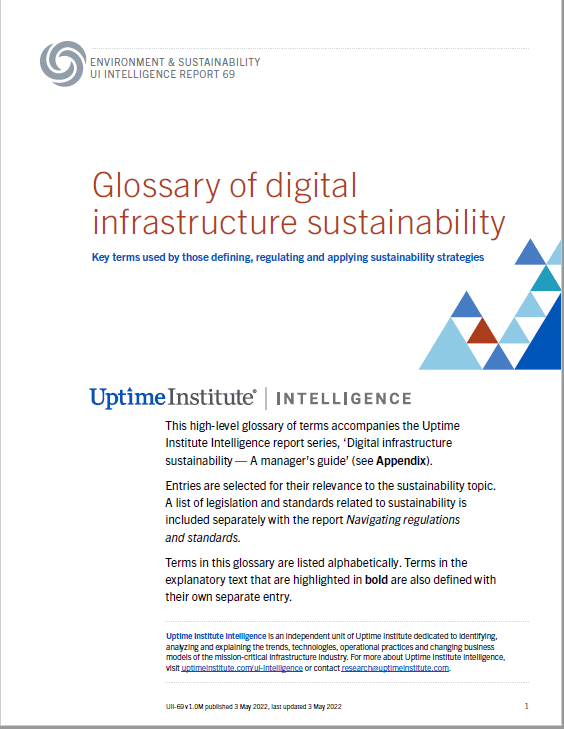 ENVIRONMENT & SUSTAINABILITY
UI INTELLIGENCE REPORT 69
Glossary of digital
infrastructure sustainability
Key terms used by those defining, regulating and applying sustainability strategies
UptimeInstitute® | INTELLIGENCE
This high-level glossary of terms accompanies the Uptime
Institute Intelligence report series, ‘Digital infrastructure
sustainability — A manager’s guide’ (see Appendix).
Entries are selected for their relevance to the sustainability topic.
A list of legislation and standards related to sustainability is
included separately with the report Navigating regulations
and standards.
Terms in this glossary are listed alphabetically. Terms in the
explanatory text that are highlighted in bold are also defined with
their own separate entry.
Uptime Institute Intelligence is an independent unit of Uptime Institute dedicated to identifying,
analyzing and explaining the trends, technologies, operational practices and changing business
models of the mission-critical infrastructure industry. For more about Uptime Institute Intelligence,
visit uptimeinstitute.com/ui-intelligence or contact research@uptimeinstitute.com.
UII-69 v1.0M published 3 May 2022, last updated 3 May 2022
1